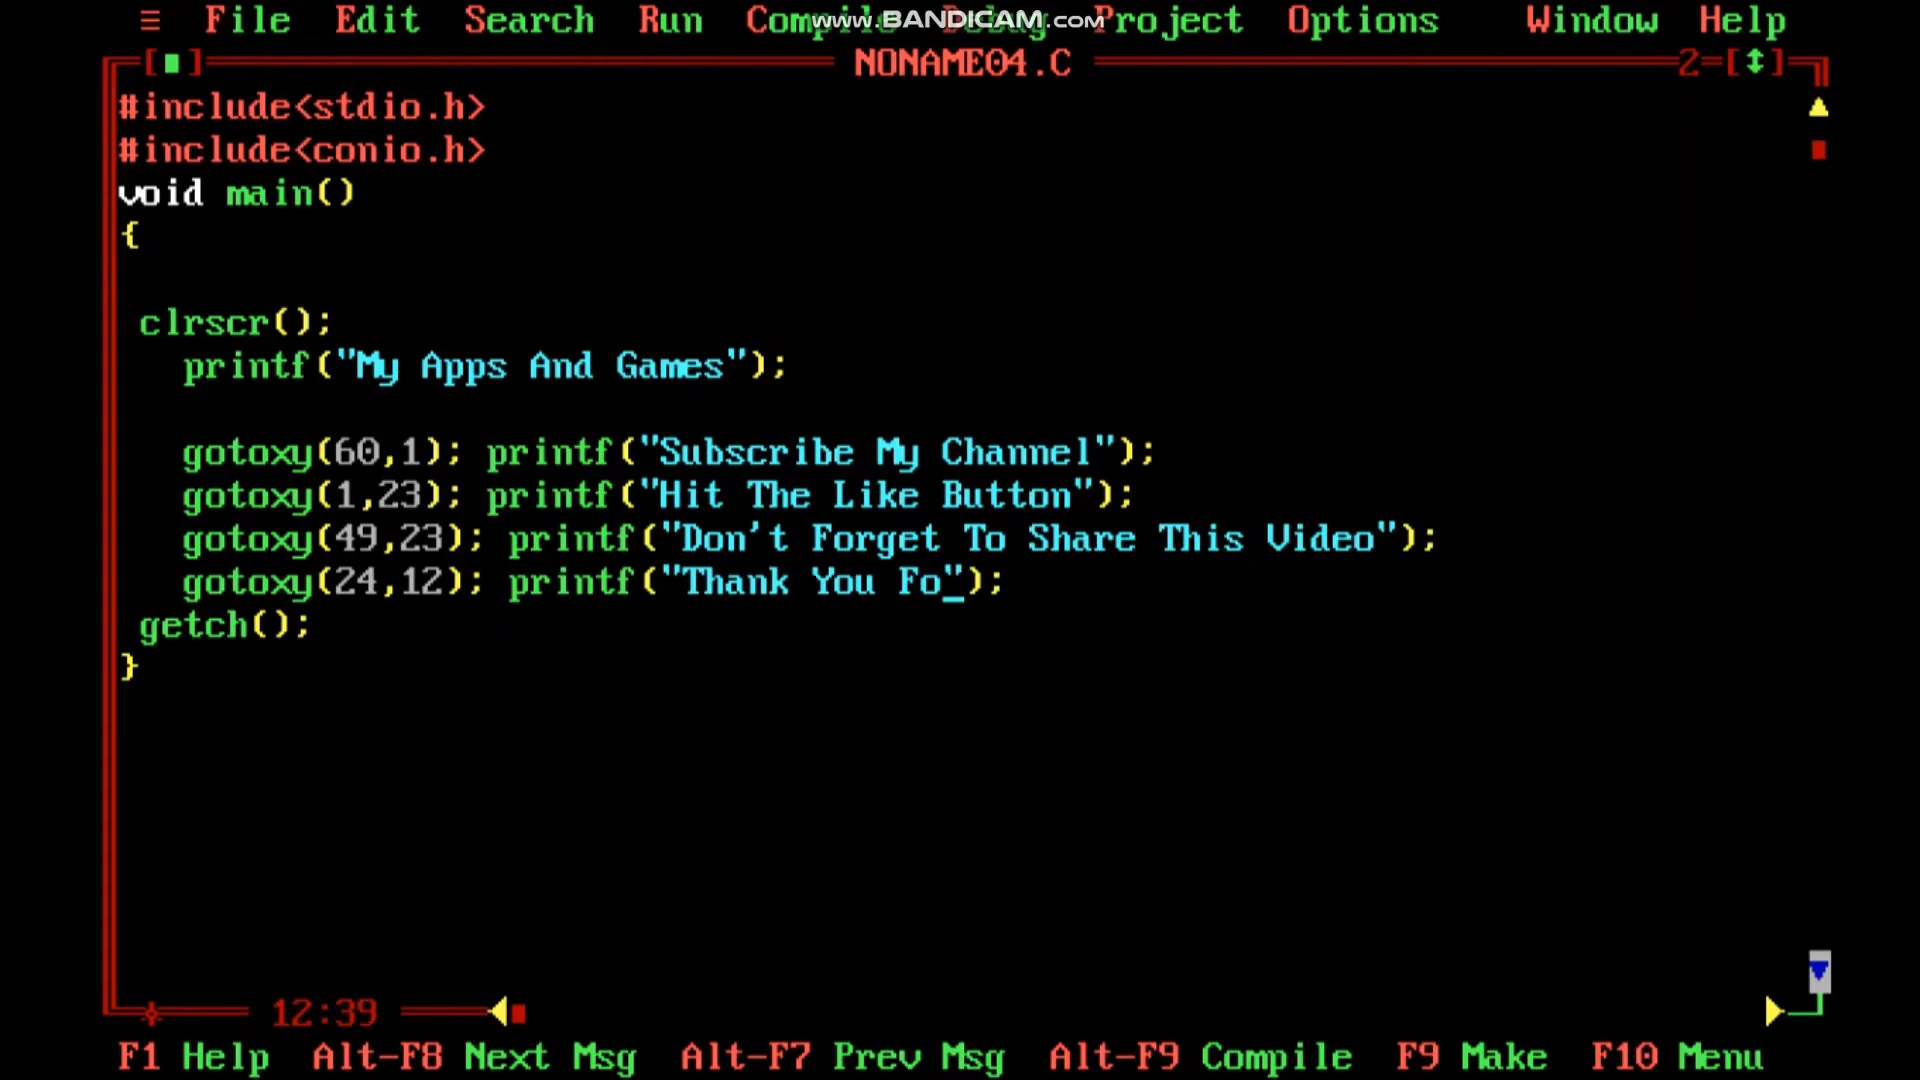 ≡ File Edit Search Run Compile Debug Project Options Window Help
www.BANDICAM.com
[■] NONAME04.C 2=[↕]
#include<stdio.h>
#include<conio.h>
void main()
{
clrscr();
printf("My Apps And Games");
gotoxy(60,1); printf("Subscribe My Channel");
gotoxy(1,23); printf("Hit The Like Button");
gotoxy(49,23); printf("Don't Forget To Share This Video");
gotoxy(24,12); printf("Thank You Fo");
getch();
}
12:39
F1 Help Alt-F8 Next Msg Alt-F7 Prev Msg Alt-F9 Compile F9 Make F10 Menu